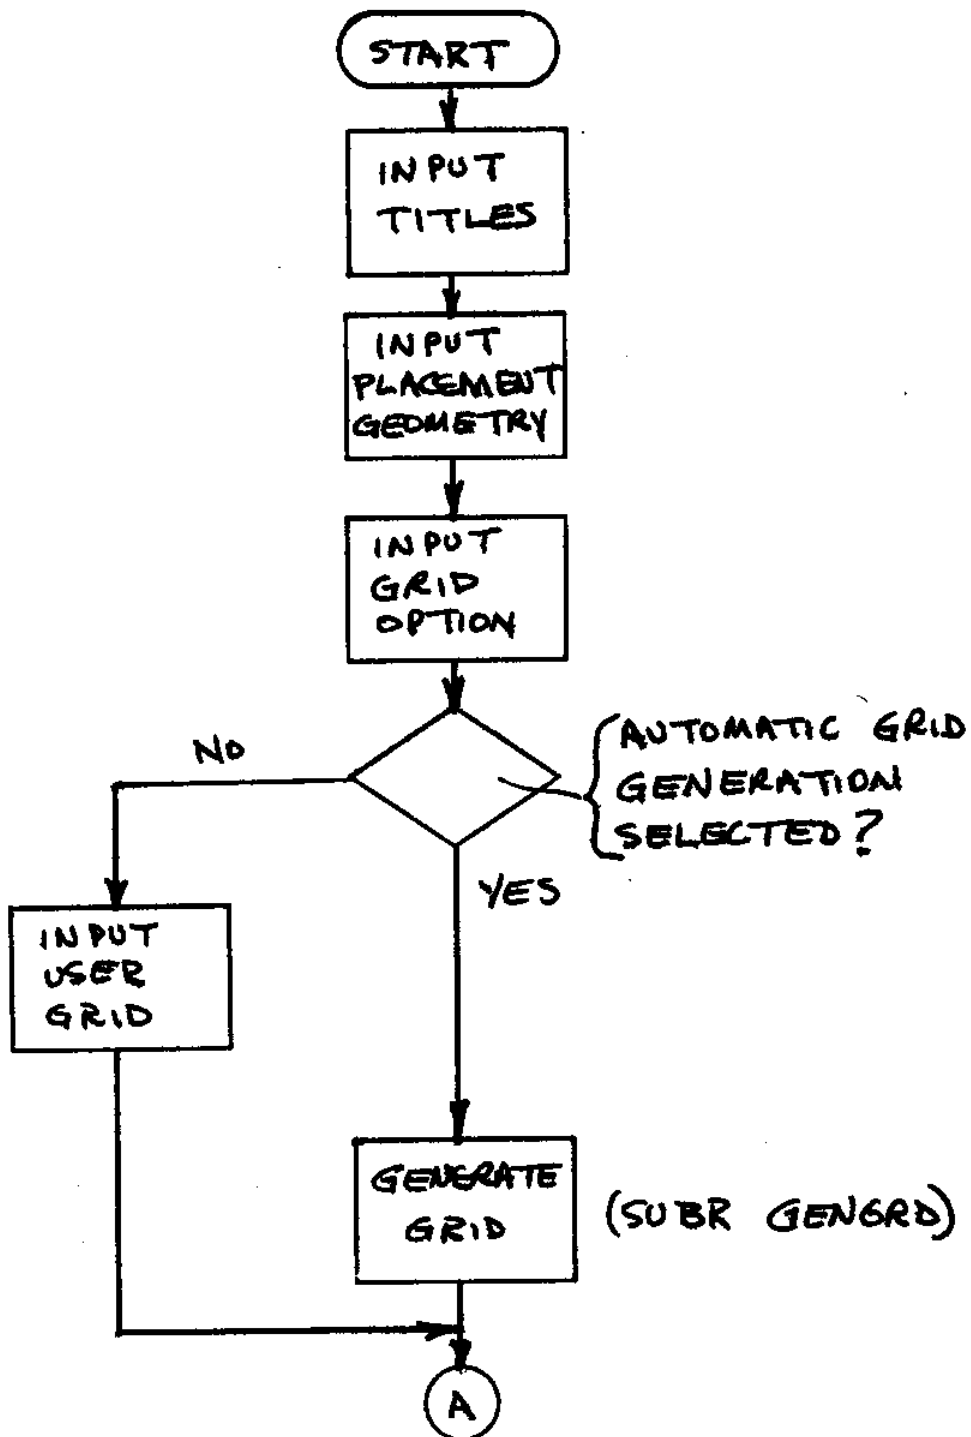 START
INPUT
TITLES
INPUT
PLACEMENT
GEOMETRY
INPUT
GRID
OPTION
NO
AUTOMATIC GRID
GENERATION
SELECTED?
YES
INPUT
USER
GRID
GENERATE
GRID
(SUBR GENGRD)
A